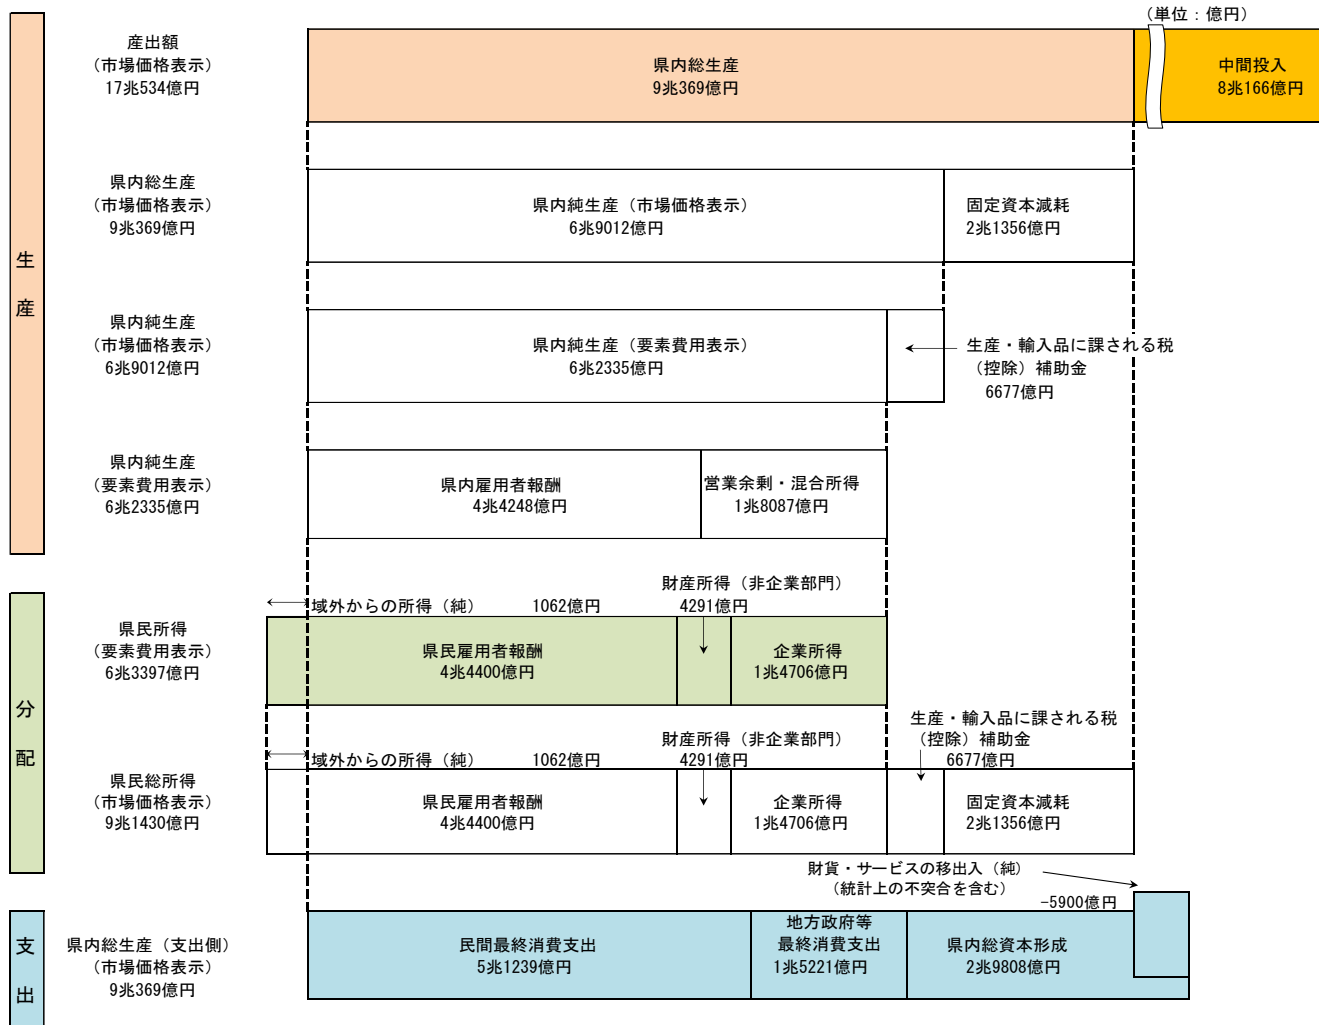 （単位：億円）
生
産
産出額
（市場価格表示）
17兆534億円
県内総生産
9兆369億円
中間投入
8兆166億円
県内総生産
（市場価格表示）
9兆369億円
県内純生産（市場価格表示）
6兆9012億円
固定資本減耗
2兆1356億円
県内純生産
（市場価格表示）
6兆9012億円
県内純生産（要素費用表示）
6兆2335億円
生産・輸入品に課される税
（控除）補助金
6677億円
県内純生産
（要素費用表示）
6兆2335億円
県内雇用者報酬
4兆4248億円
営業余剰・混合所得
1兆8087億円
分
配
域外からの所得（純）
1062億円
財産所得（非企業部門）
4291億円
県民所得
（要素費用表示）
6兆3397億円
県民雇用者報酬
4兆4400億円
企業所得
1兆4706億円
域外からの所得（純）
1062億円
財産所得（非企業部門）
4291億円
生産・輸入品に課される税
（控除）補助金
6677億円
県民総所得
（市場価格表示）
9兆1430億円
県民雇用者報酬
4兆4400億円
企業所得
1兆4706億円
固定資本減耗
2兆1356億円
財貨・サービスの移出入（純）
（統計上の不突合を含む）
-5900億円
支
出
県内総生産（支出側）
（市場価格表示）
9兆369億円
民間最終消費支出
5兆1239億円
地方政府等
最終消費支出
1兆5221億円
県内総資本形成
2兆9808億円